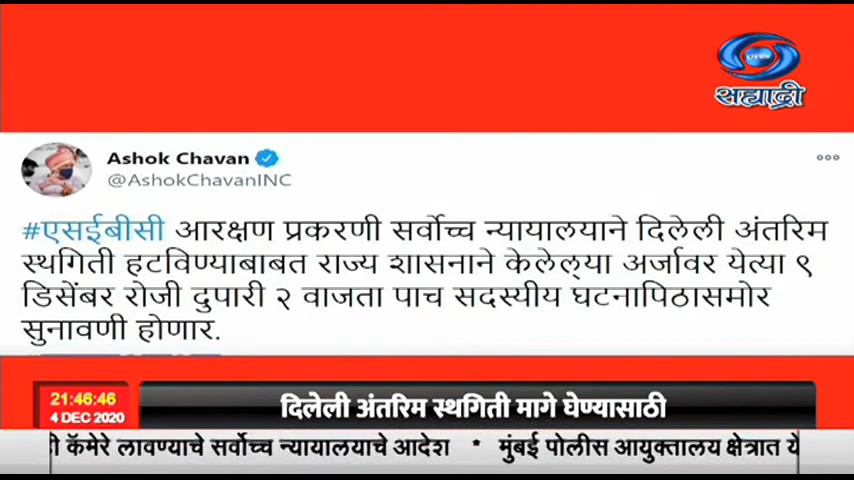 सह्याद्री
Ashok Chavan
@AshokChavanINC
#एसईबीसी आरक्षण प्रकरणी सर्वोच्च न्यायालयाने दिलेली अंतरिम
स्थगिती हटविण्याबाबत राज्य शासनाने केलेल्या अर्जावर येत्या ९
डिसेंबर रोजी दुपारी २ वाजता पाच सदस्यीय घटनापिठासमोर
सुनावणी होणार.
21:46:46
4 DEC 2020
दिलेली अंतरिम स्थगिती मागे घेण्यासाठी
कॅमेरे लावण्याचे सर्वोच्च न्यायालयाचे आदेश * मुंबई पोलीस आयुक्तालय क्षेत्रात ये